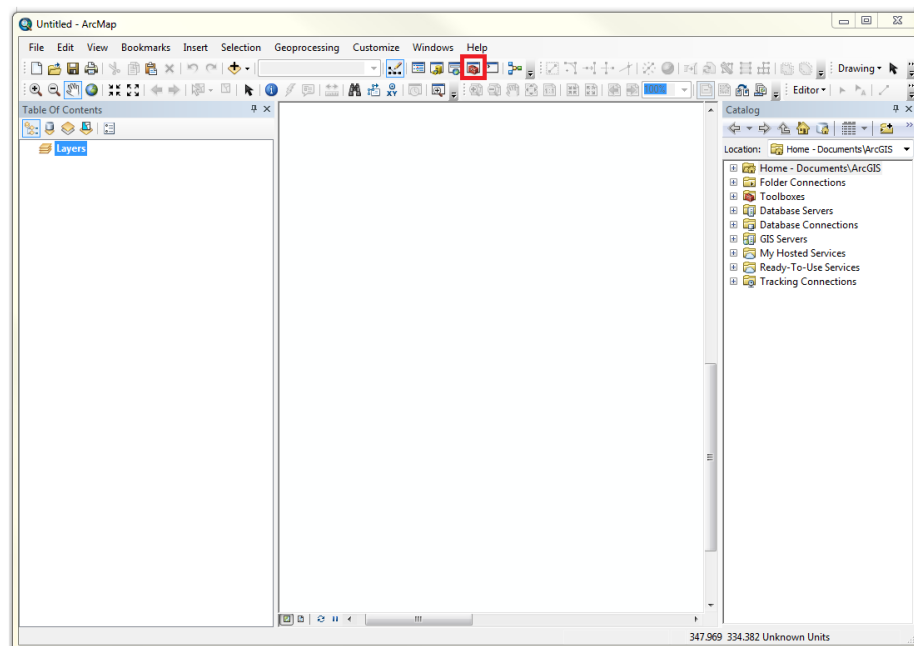 Untitled - ArcMap
File Edit View Bookmarks Insert Selection Geoprocessing Customize Windows Help
Drawing
100%
Editor
Table Of Contents
Catalog
Layers
Location: Home - Documents\ArcGIS
Home - Documents\ArcGIS
Folder Connections
Toolboxes
Database Servers
Database Connections
GIS Servers
My Hosted Services
Ready-To-Use Services
Tracking Connections
347.969 334.382 Unknown Units